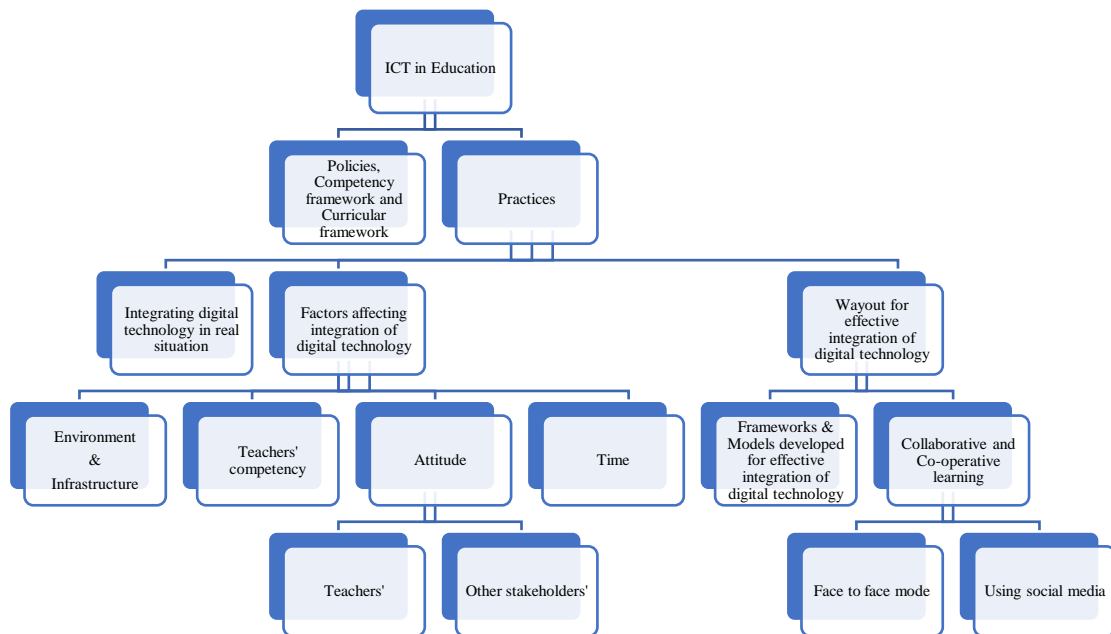 ICT in Education
Policies,
Competency
framework and
Curricular
framework
Practices
Integrating digital
technology in real
situation
Factors affecting
integration of
digital technology
Wayout for
effective
integration of
digital technology
Environment
&
Infrastructure
Teachers'
competency
Attitude
Time
Frameworks &
Models developed
for effective
integration of
digital technology
Collaborative and
Co-operative
learning
Teachers'
Other stakeholders'
Face to face mode
Using social media